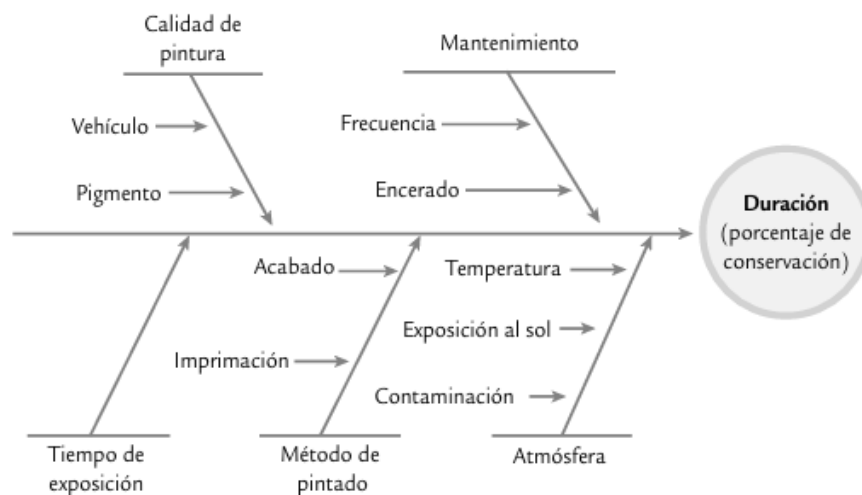 Calidad de
pintura
Mantenimiento
Vehículo
Frecuencia
Pigmento
Encerado
Duración
(porcentaje de
conservación)
Acabado
Temperatura
Imprimación
Exposición al sol
Contaminación
Tiempo de
exposición
Método de
pintado
Atmósfera